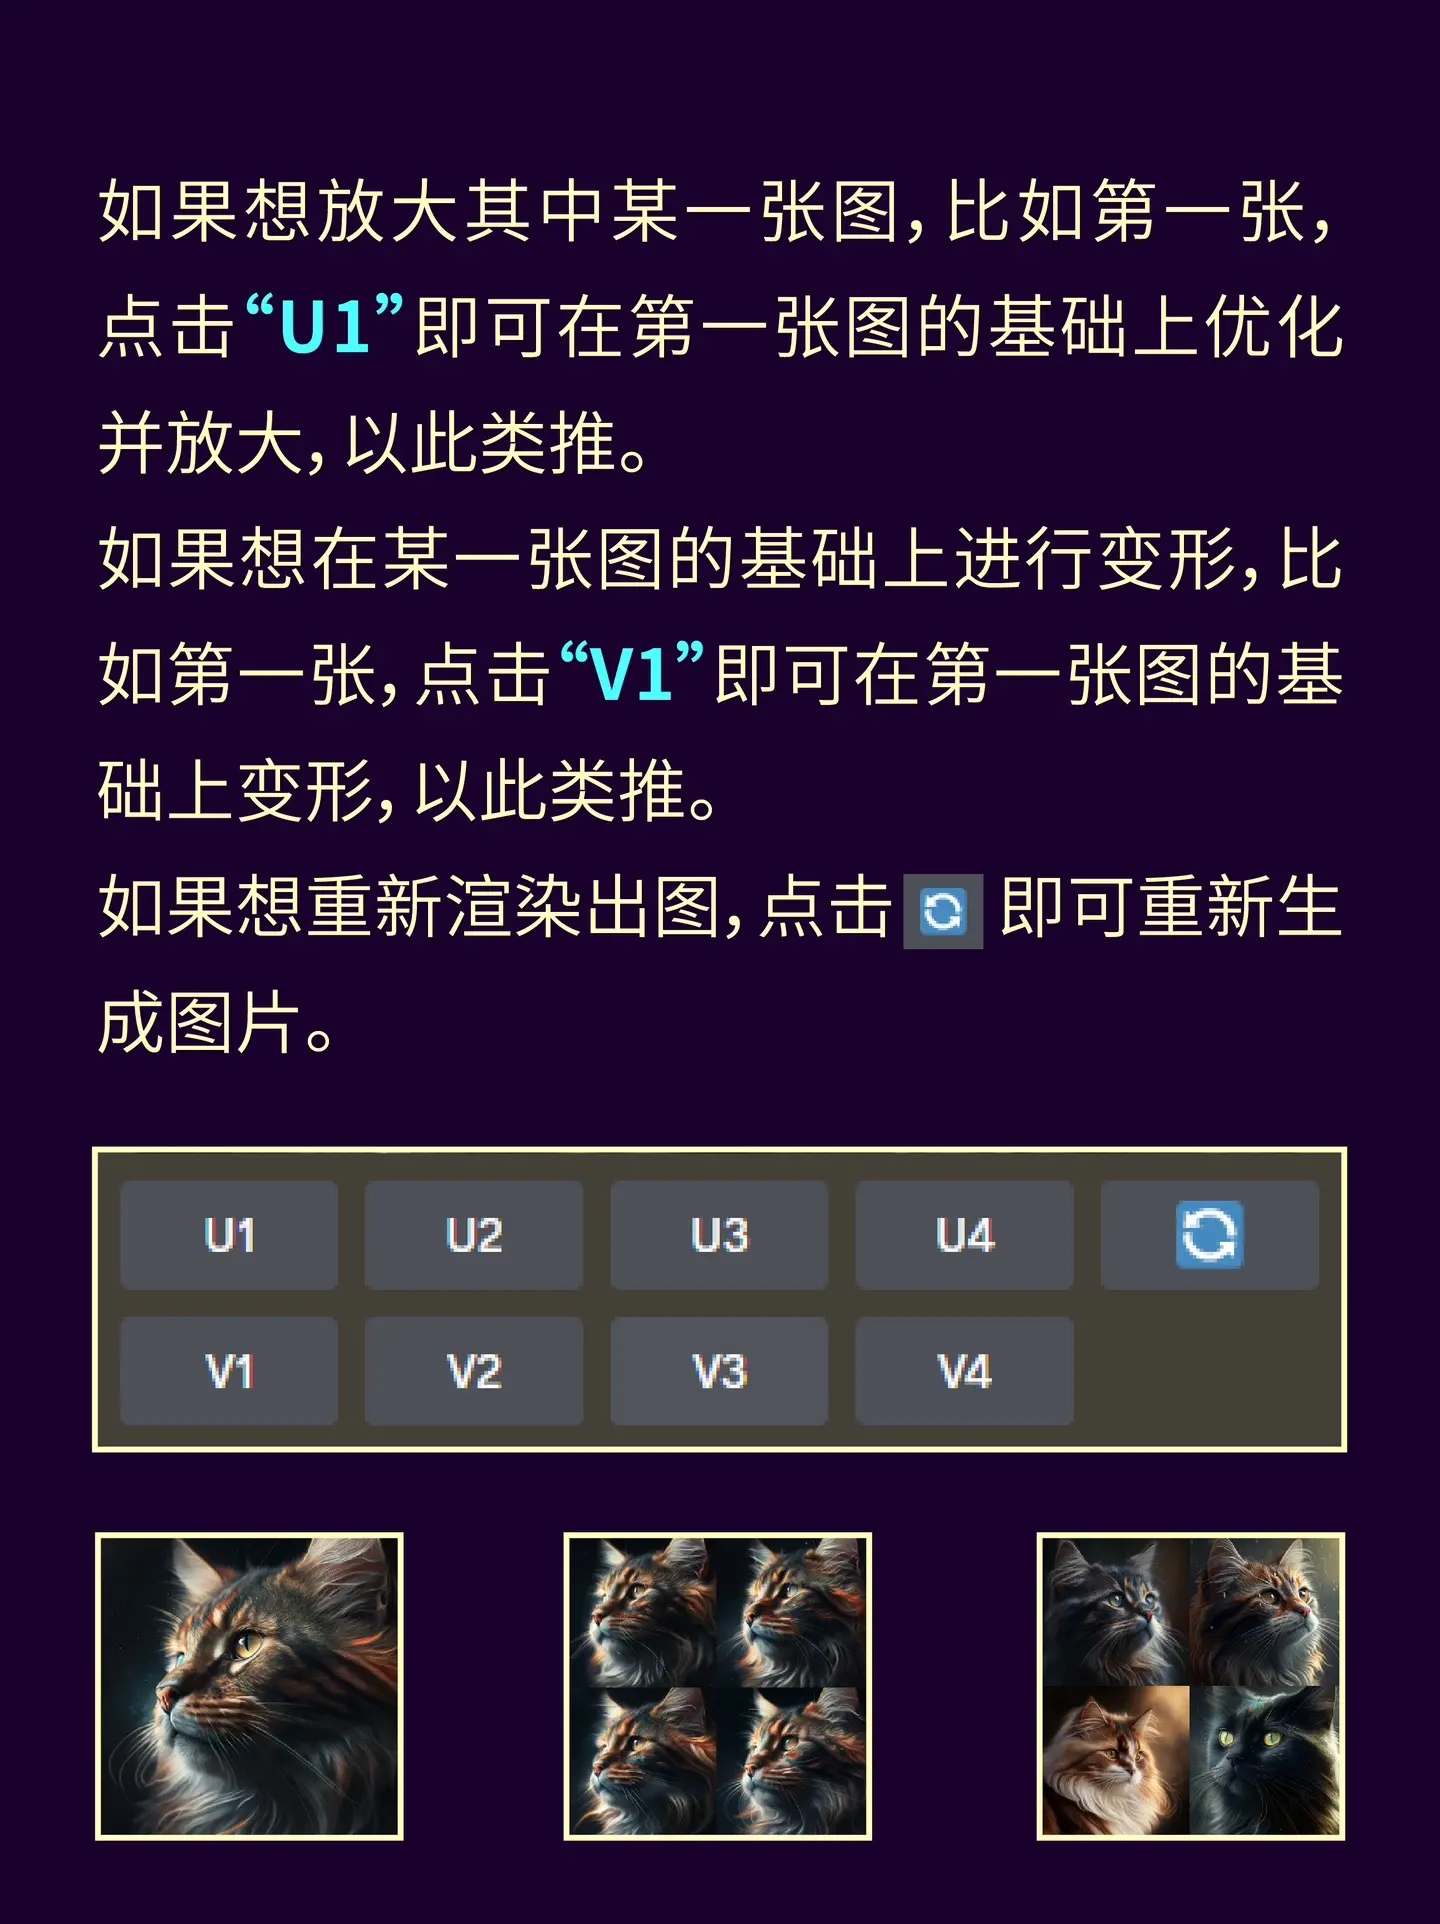 如果想放大其中某一张图，比如第一张，
点击“U1”即可在第一张图的基础上优化
并放大，以此类推。
如果想在某一张图的基础上进行变形，比
如第一张，点击“V1”即可在第一张图的基
础上变形，以此类推。
如果想重新渲染出图，点击 即可重新生
成图片。
U1 U2 U3 U4
V1 V2 V3 V4